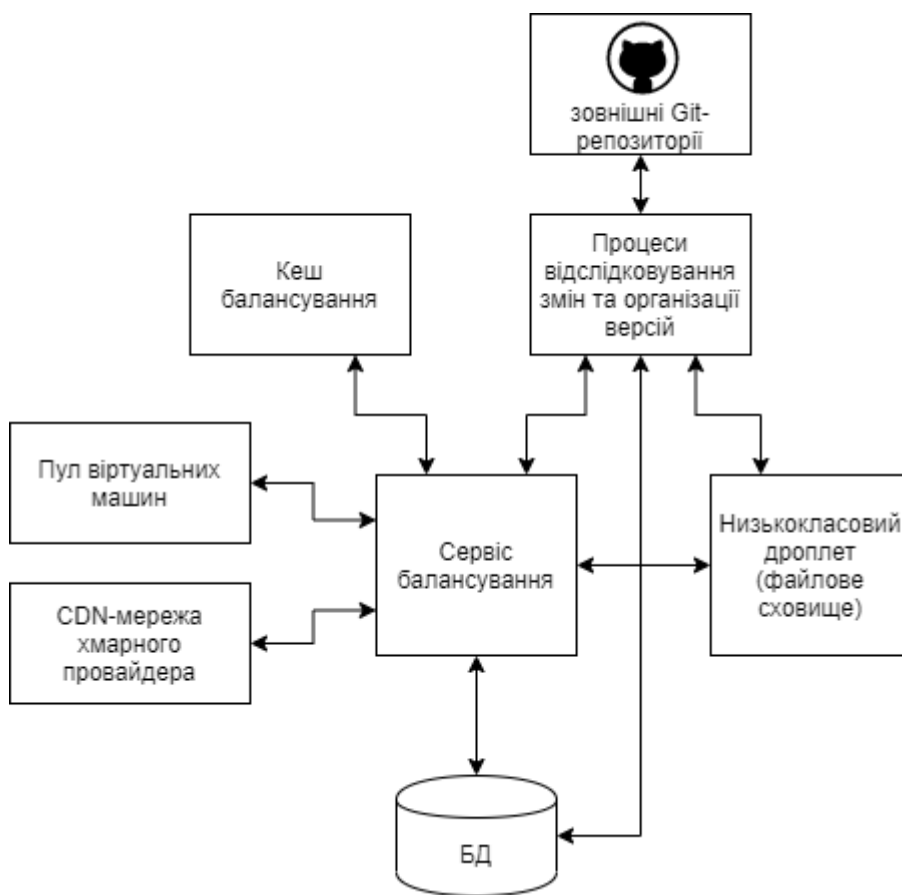 зовнішні Git-
репозиторії
Кеш
балансування
Процеси
відслідковування
змін та організації
версій
Пул віртуальних
машин
Сервіс
балансування
Низькокласовий
дроплет
(файлове
сховище)
CDN-мережа
хмарного
провайдера
БД